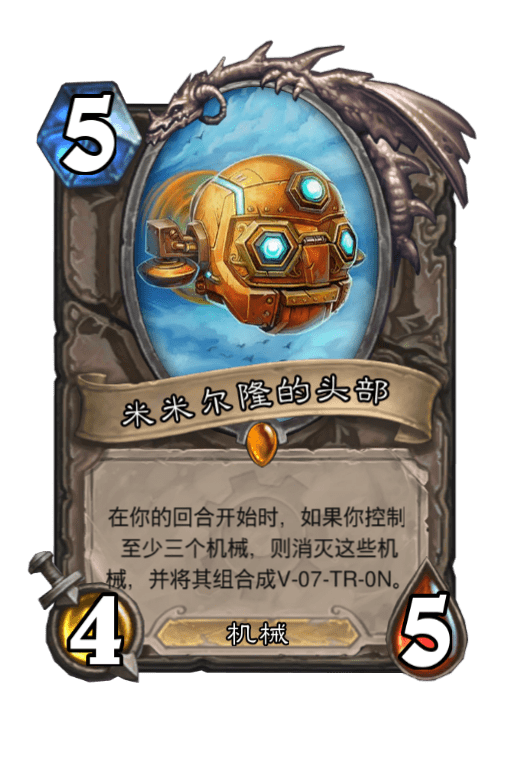 5
米米尔隆的头部
在你的回合开始时，如果你控制
至少三个机械，则消灭这些机
械，并将其组合成V-07-TR-0N。
4
机械
5